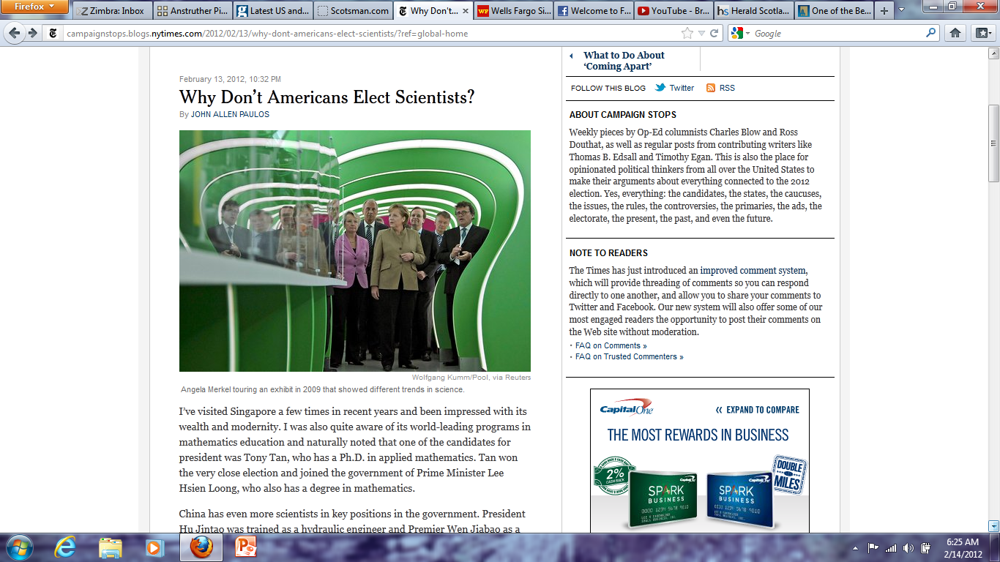 Firefox
Zimbra: Inbox
Anstruther Pi...
Latest US and...
Scotsman.com
Why Don't...
Wells Fargo Si...
Welcome to F...
YouTube - Br...
Herald Scotla...
One of the Be...
campaignstops.blogs.nytimes.com/2012/02/13/why-dont-americans-elect-scientists/?ref=global-home
Google
February 13, 2012, 10:32 PM
Why Don't Americans Elect Scientists?
By JOHN ALLEN PAULOS
Wolfgang Kumm/Pool, via Reuters
Angela Merkel touring an exhibit in 2009 that showed different trends in science.
I've visited Singapore a few times in recent years and been impressed with its
wealth and modernity. I was also quite aware of its world-leading programs in
mathematics education and naturally noted that one of the candidates for
president was Tony Tan, who has a Ph.D. in applied mathematics. Tan won
the very close election and joined the government of Prime Minister Lee
Hsien Loong, who also has a degree in mathematics.
China has even more scientists in key positions in the government. President
Hu Jintao was trained as a hydraulic engineer and Premier Wen Jiabao as a
What to Do About
'Coming Apart'
FOLLOW THIS BLOG
Twitter
RSS
ABOUT CAMPAIGN STOPS
Weekly pieces by Op-Ed columnists Charles Blow and Ross
Douthat, as well as regular posts from contributing writers like
Thomas B. Edsall and Timothy Egan. This is also the place for
opinionated political thinkers from all over the United States to
make their arguments about everything connected to the 2012
election. Yes, everything: the candidates, the states, the caucuses,
the issues, the rules, the controversies, the primaries, the ads, the
electorate, the present, the past, and even the future.
NOTE TO READERS
The Times has just introduced an improved comment system,
which will provide threading of comments so you can respond
directly to one another, and allow you to share your comments to
Twitter and Facebook. Our new system will also offer some of our
most engaged readers the opportunity to post their comments on
the Web site without moderation.
• FAQ on Comments »
• FAQ on Trusted Commenters »
Capital One
« EXPAND TO COMPARE
THE MOST REWARDS IN BUSINESS
2%
CASH BACK
DOUBLE
MILES
Capital One
SPARK
BUSINESS
Capital One
SPARK
BUSINESS
6:25 AM
2/14/2012